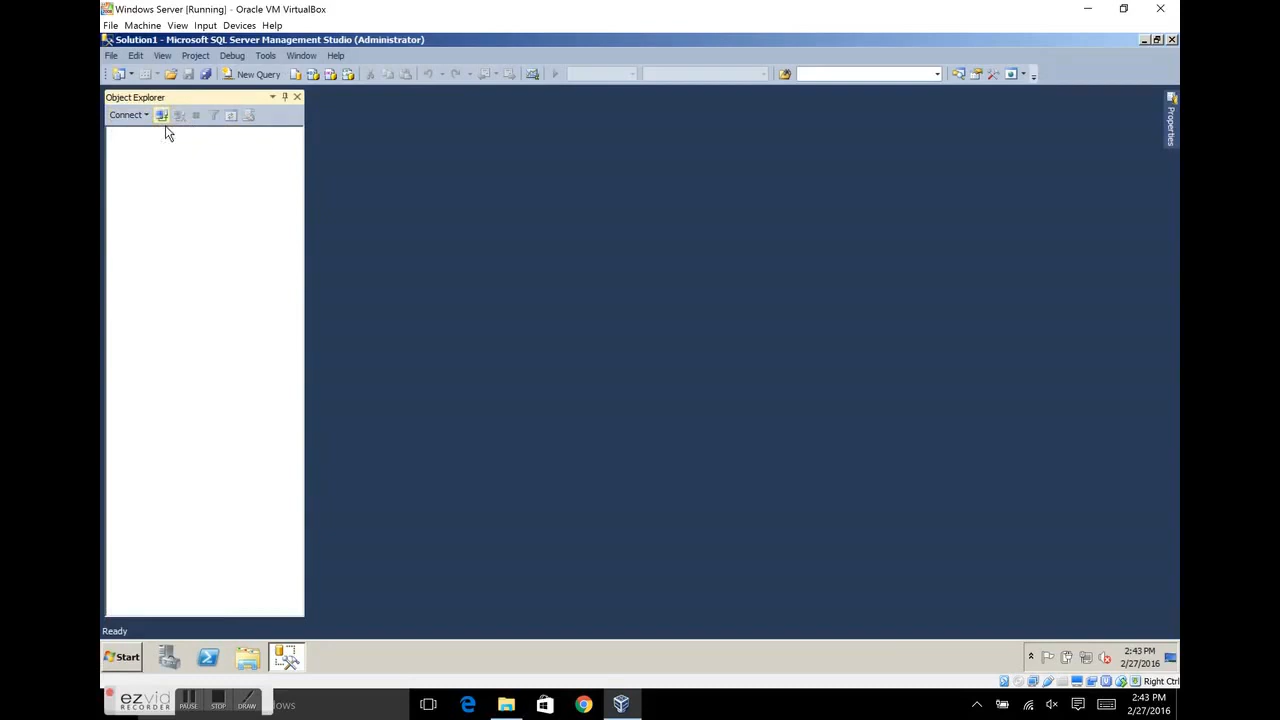 Windows Server [Running] - Oracle VM VirtualBox
File Machine View Input Devices Help
Solution1 - Microsoft SQL Server Management Studio (Administrator)
File Edit View Project Debug Tools Window Help
New Query
Object Explorer
Connect
Properties
Ready
Start
2:43 PM
2/27/2016
Right Ctrl
ezvid
RECORDER
PAUSE STOP DRAW
ows
2:43 PM
2/27/2016